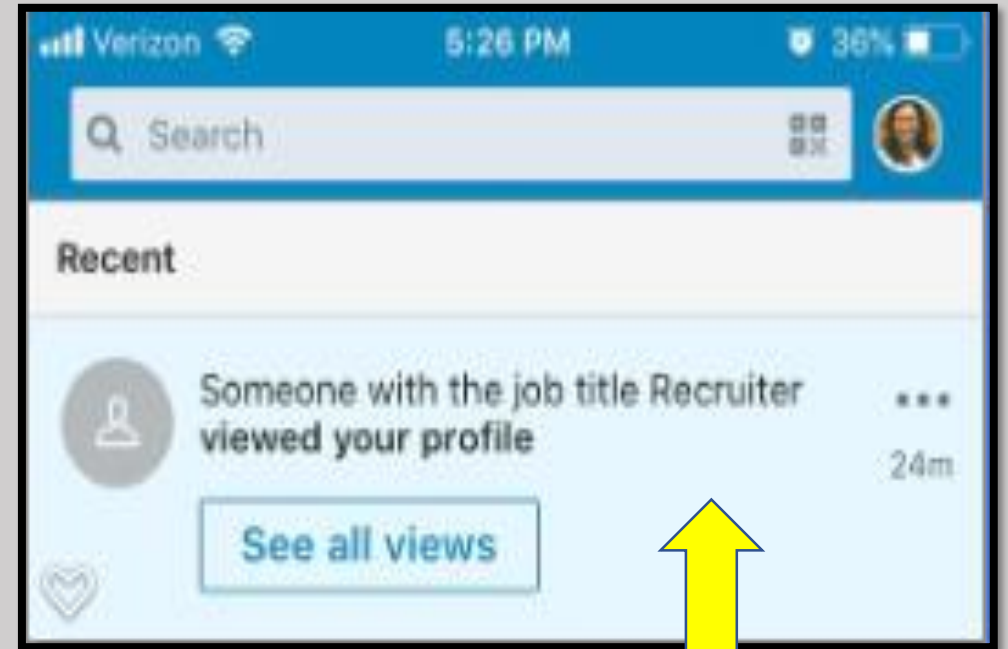 Verizon 5:26 PM 36%
Search
Recent
Someone with the job title Recruiter
viewed your profile
24m
See all views